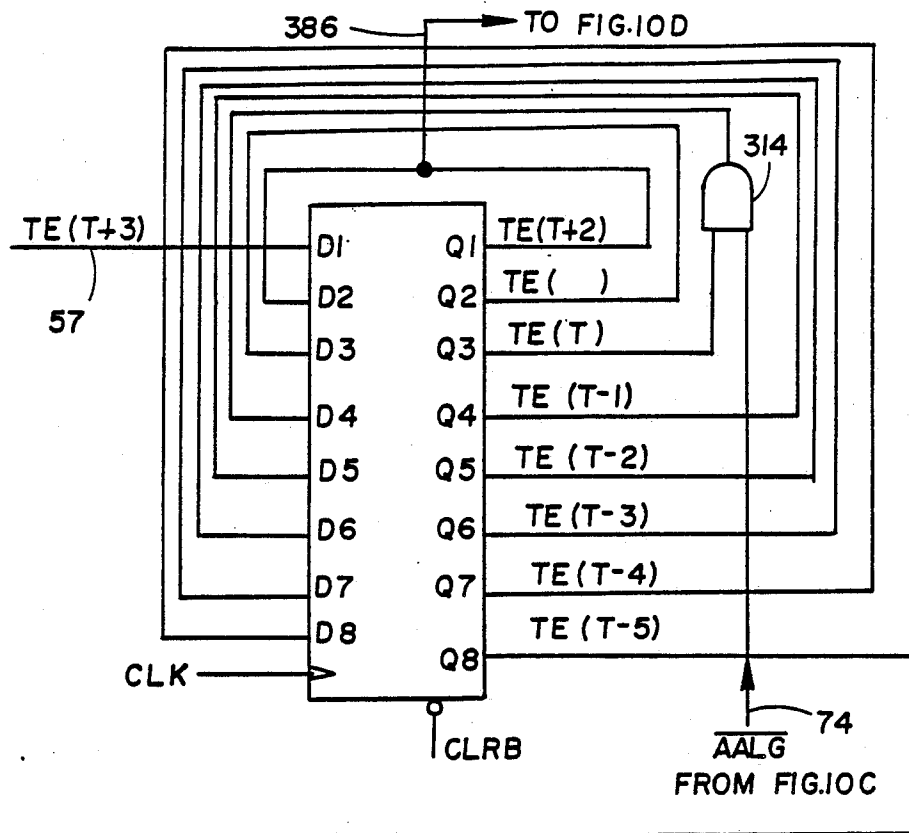 386
TO FIG.10D
314
TE(T+3)
57
D1
Q1
TE(T+2)
D2
Q2
TE( )
D3
Q3
TE(T)
D4
Q4
TE (T-1)
D5
Q5
TE (T-2)
D6
Q6
TE(T-3)
D7
Q7
TE(T-4)
D8
Q8
TE (T-5)
CLK
CLRB
74
AALG
FROM FIG.10C